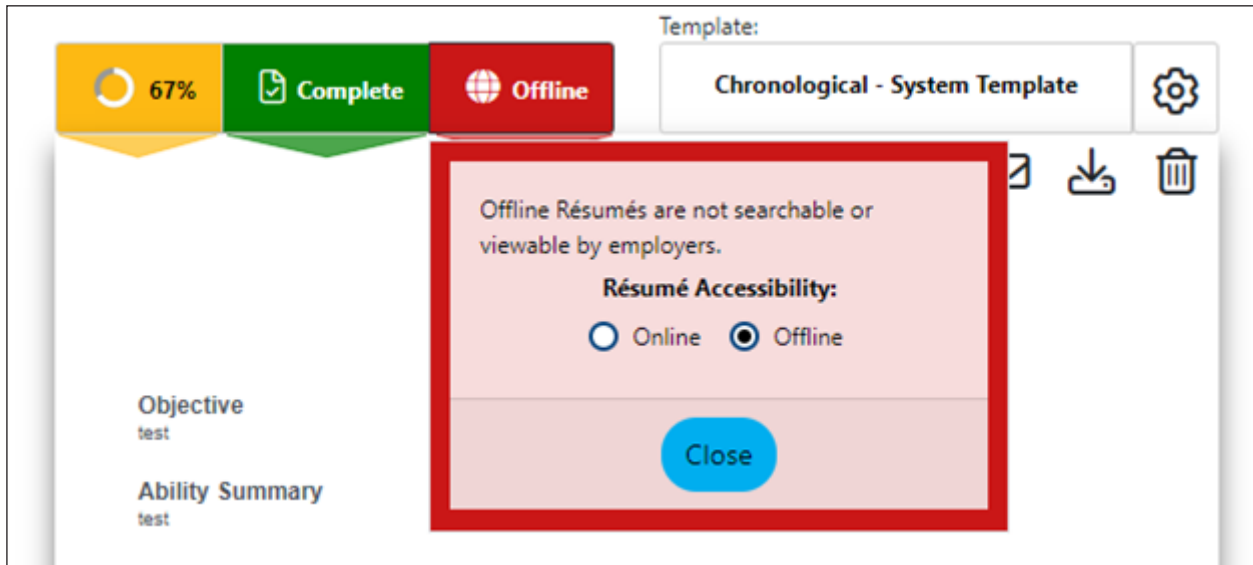 Template:
67% Complete Offline Chronological - System Template
Offline Résumés are not searchable or
viewable by employers.
Résumé Accessibility:
Online Offline
Close
Objective
test
Ability Summary
test